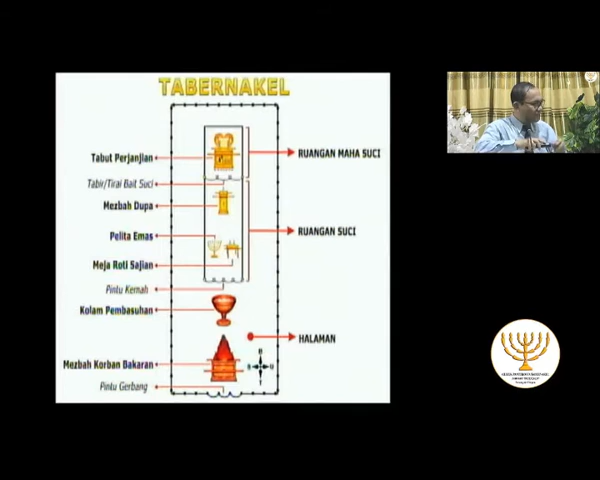 TABERNAKEL
Tabut Perjanjian
RUANGAN MAHA SUCI
Tabir/Tirai Bait Suci
Mezbah Dupa
Pelita Emas
RUANGAN SUCI
Meja Roti Sajian
Pintu Kemah
Kolam Pembasuhan
HALAMAN
Mezbah Korban Bakaran
Pintu Gerbang
B